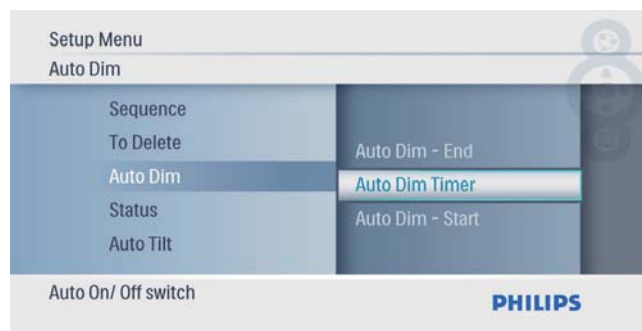 Setup Menu
Auto Dim
Sequence
To Delete
Auto Dim
Status
Auto Tilt
Auto Dim - End
Auto Dim Timer
Auto Dim - Start
Auto On/ Off switch
PHILIPS